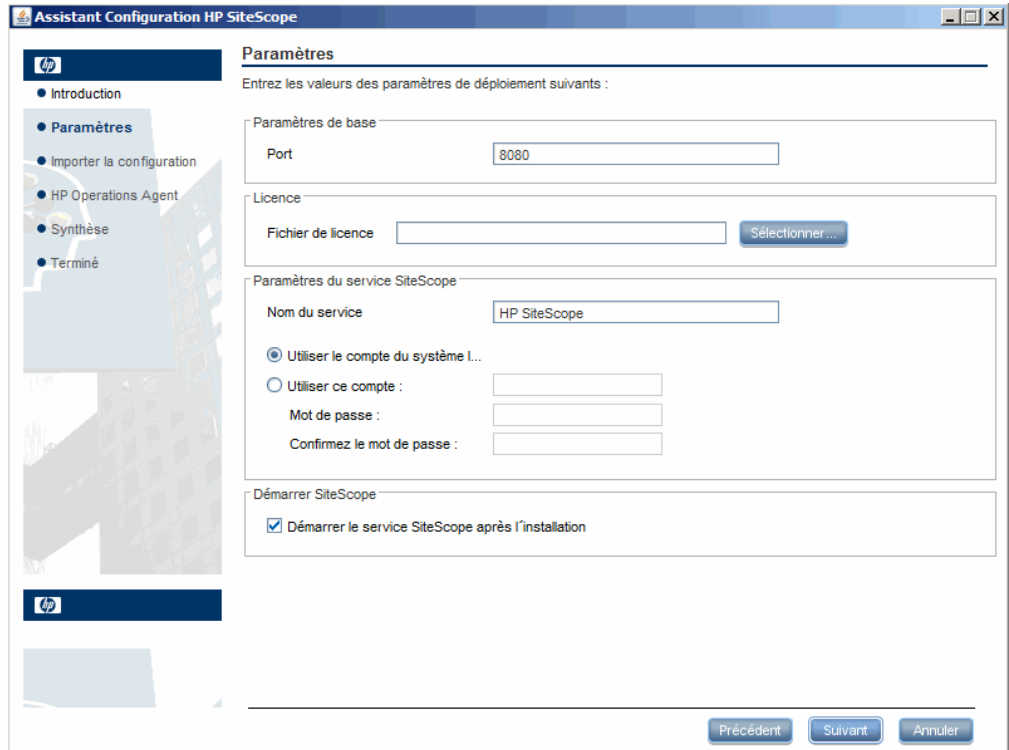 Assistant Configuration HP SiteScope
hp
Introduction
Paramètres
Importer la configuration
HP Operations Agent
Synthèse
Terminé
hp
Paramètres
Entrez les valeurs des paramètres de déploiement suivants :
Paramètres de base
Port 8080
Licence
Fichier de licence Sélectionner...
Paramètres du service SiteScope
Nom du service HP SiteScope
Utiliser le compte du système l...
Utiliser ce compte :
Mot de passe :
Confirmez le mot de passe :
Démarrer SiteScope
Démarrer le service SiteScope après l´installation
Précédent Suivant Annuler